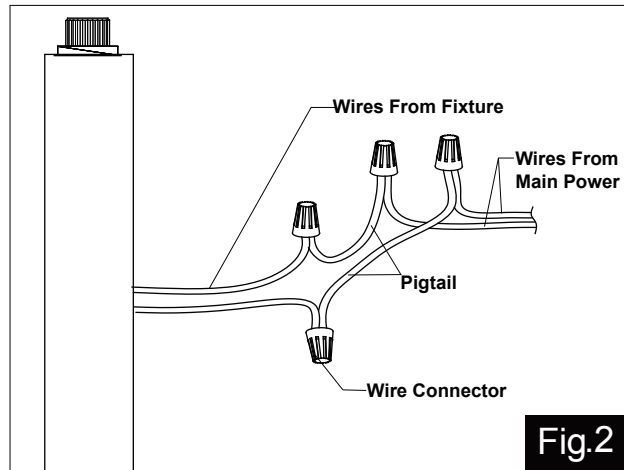 Wires From Fixture
Wires From
Main Power
Pigtail
Wire Connector
Fig.2